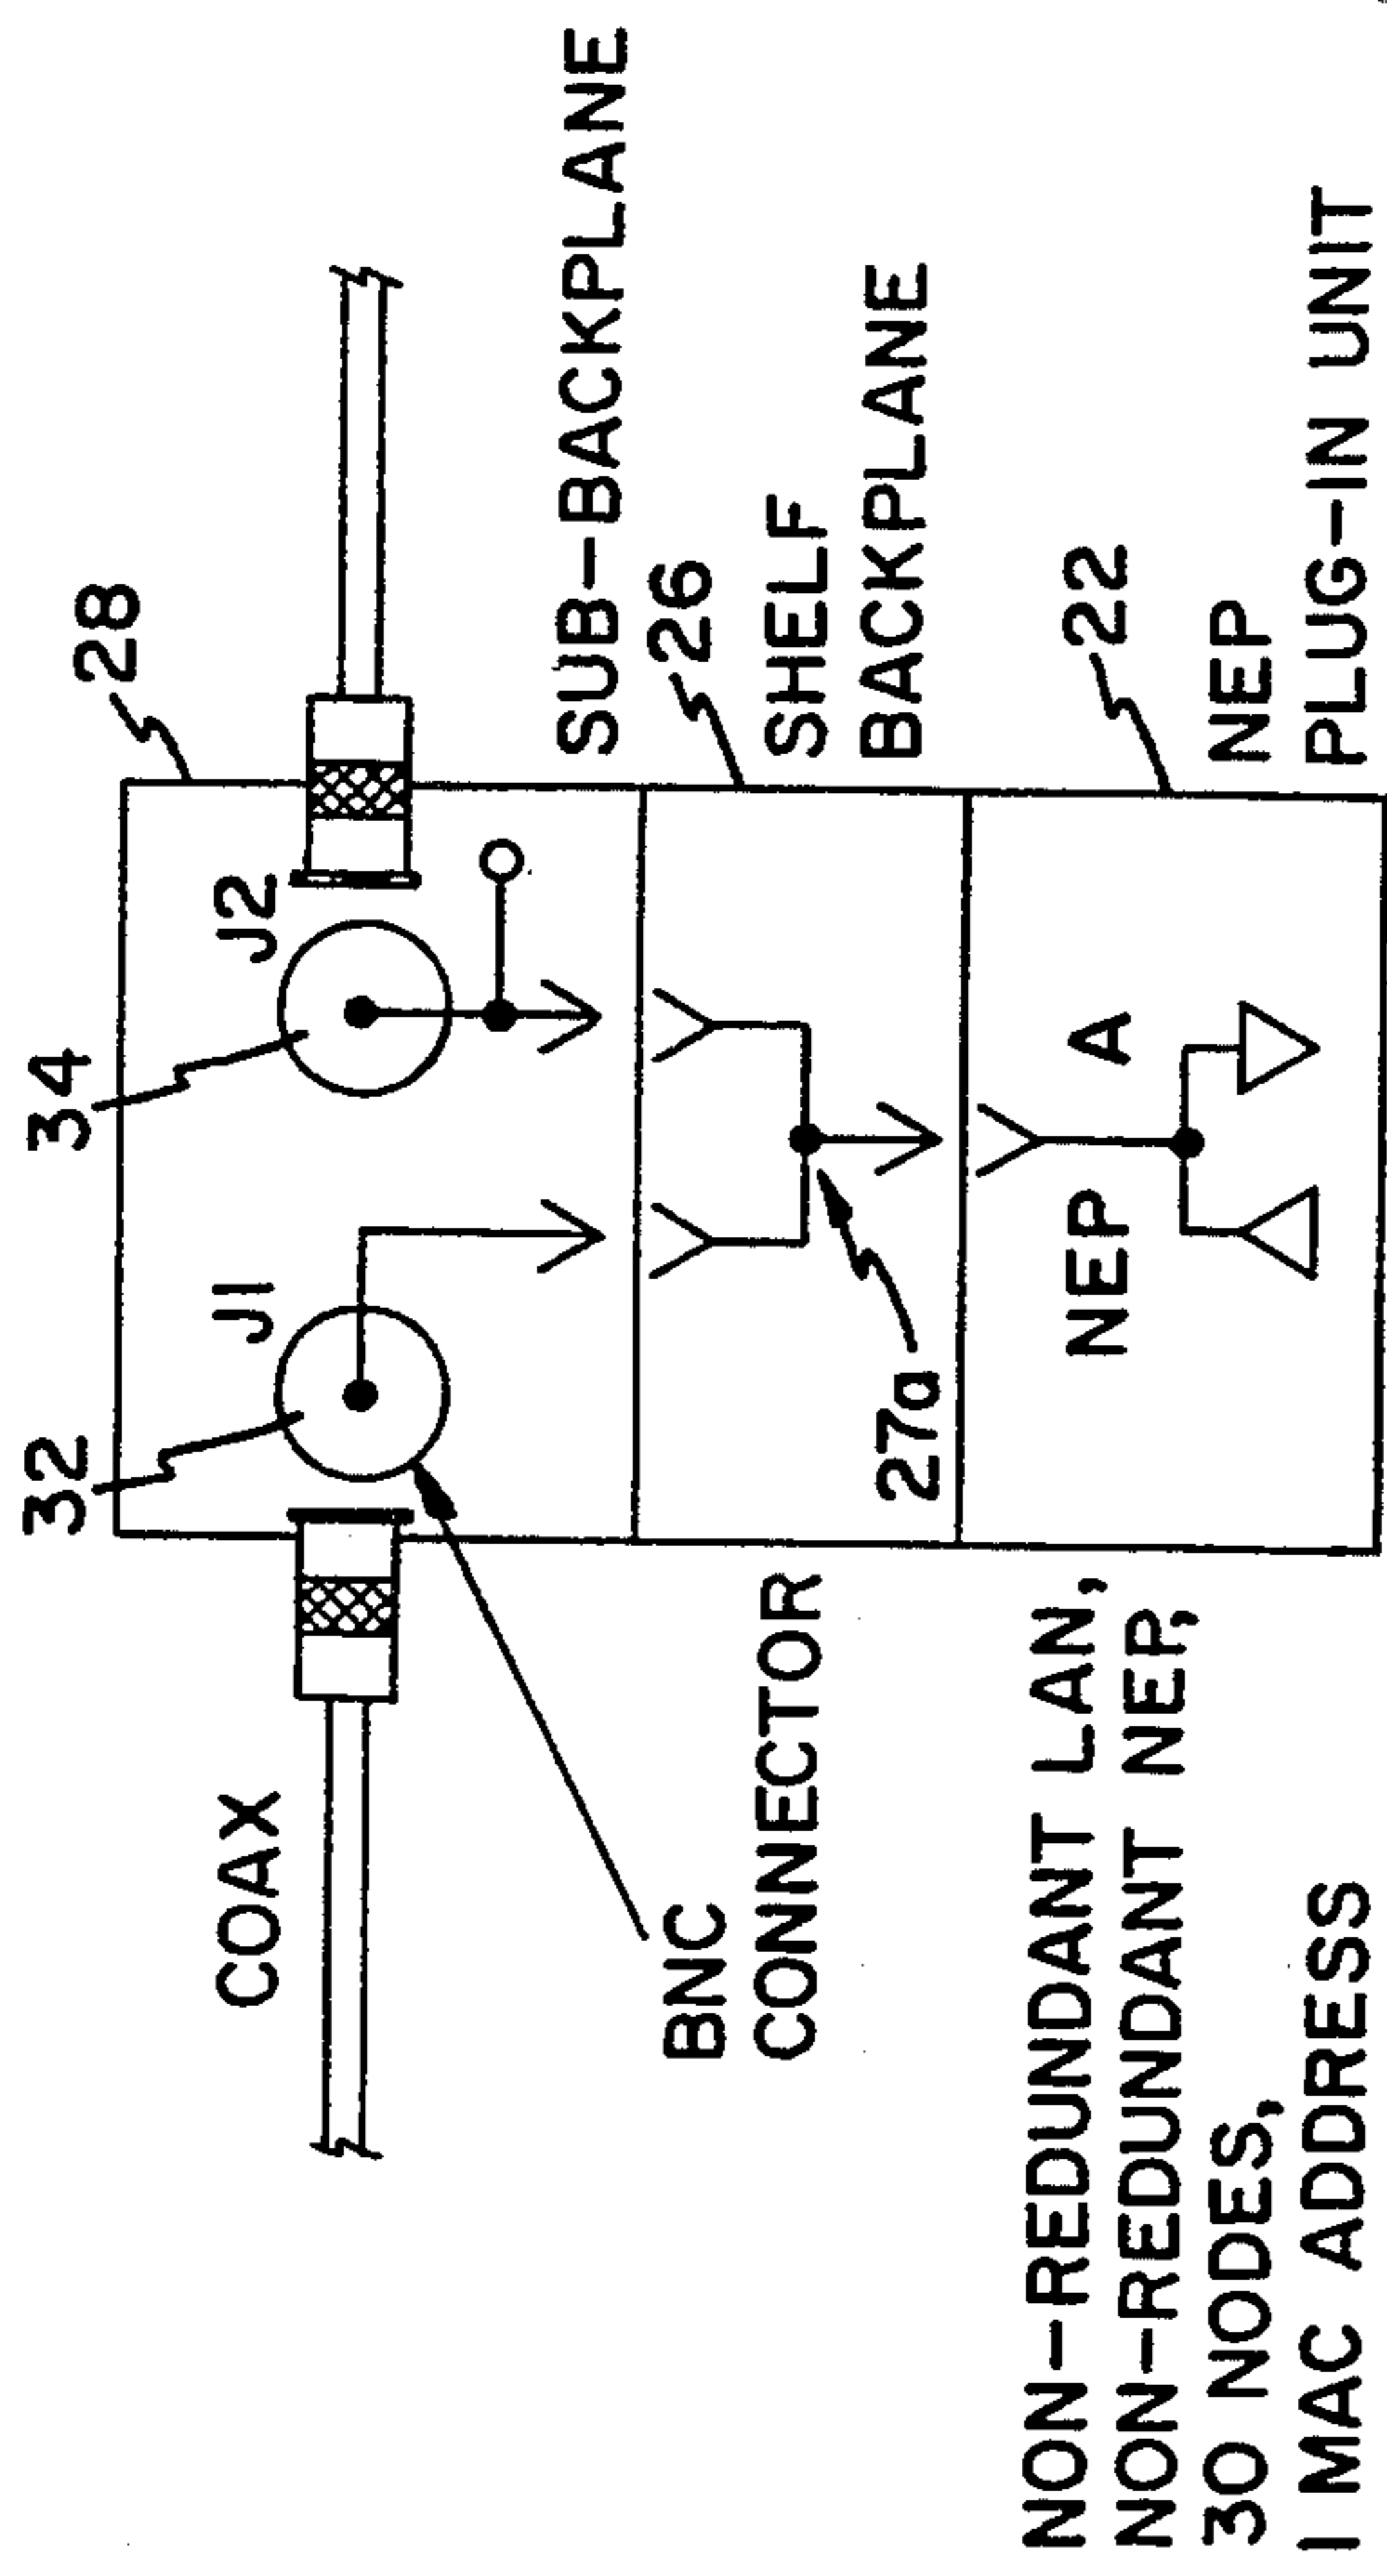 32
34
28
COAX
J1
J2
BNC
CONNECTOR
SUB-BACKPLANE
26
SHELF
BACKPLANE
27a
22
NEP A
NEP
PLUG-IN UNIT
NON-REDUNDANT LAN,
NON-REDUNDANT NEP,
30 NODES,
1 MAC ADDRESS